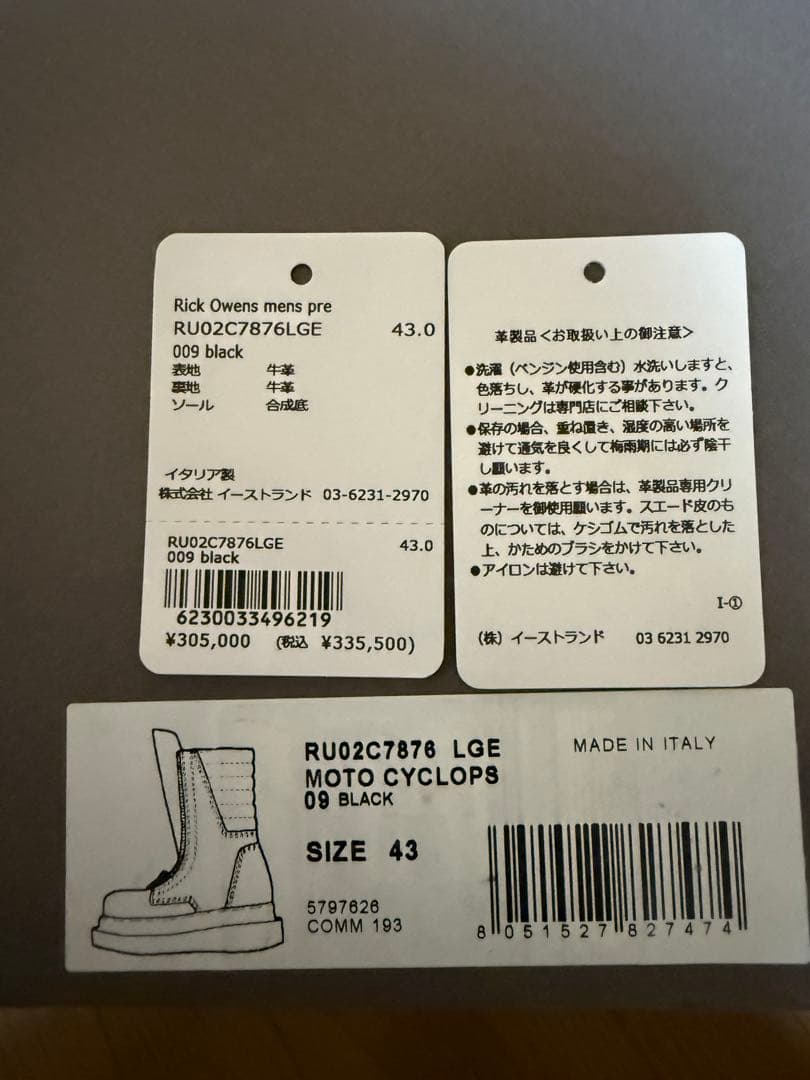 Rick Owens mens pre
RU02C7876LGE 43.0
009 black
表地 牛革
裏地 牛革
ソール 合成底
イタリア製
株式会社 イーストランド 03-6231-2970
RU02C7876LGE 43.0
009 black
6230033496219
¥305,000 (税込 ¥335,500)
革製品<お取扱い上の御注意>
●洗濯（ベンジン使用含む）水洗いしますと、
色落ちし、革が硬化する事があります。ク
リーニングは専門店にご相談下さい。
●保存の場合、重ね置き、湿度の高い場所を
避けて通気を良くして梅雨期には必ず陰干
し願います。
●革の汚れを落とす場合は、革製品専用クリ
ーナーを御使用願います。スエード皮のも
のについては、ケシゴムで汚れを落とした
上、かためのブラシをかけて下さい。
●アイロンは避けて下さい。
I-①
（株）イーストランド 03 6231 2970
RU02C7876 LGE
MOTO CYCLOPS
09 BLACK
MADE IN ITALY
SIZE 43
5797626
COMM 193
8 051527 827474